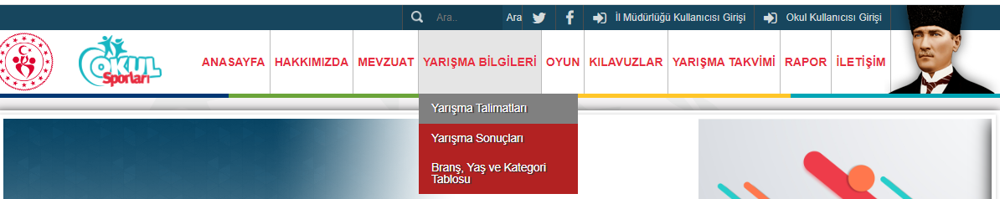 Ara..
Ara
İl Müdürlüğü Kullanıcısı Girişi
Okul Kullanıcısı Girişi
OKUL
Sporları
ANASAYFA
HAKKIMIZDA
MEVZUAT
YARIŞMA BİLGİLERİ
OYUN
KILAVUZLAR
YARIŞMA TAKVİMİ
RAPOR
İLETİŞİM
Yarışma Talimatları
Yarışma Sonuçları
Branş, Yaş ve Kategori
Tablosu